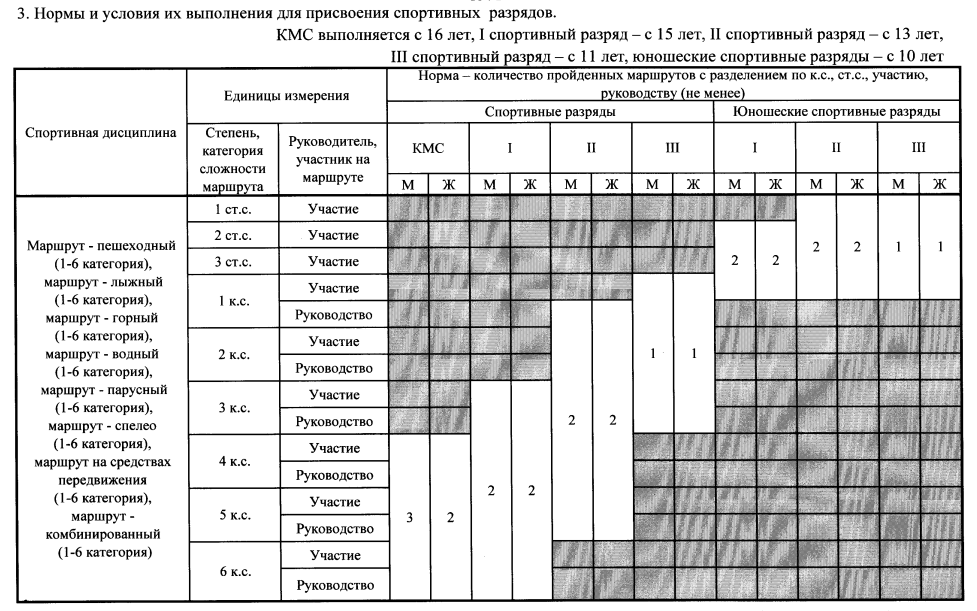 3. Нормы и условия их выполнения для присвоения спортивных разрядов.
КМС выполняется с 16 лет, I спортивный разряд – с 15 лет, II спортивный разряд – с 13 лет,
III спортивный разряд – с 11 лет, юношеские спортивные разряды – с 10 лет
Спортивная дисциплина
Единицы измерения
Норма – количество пройденных маршрутов с разделением по к.с., ст.с., участию,
руководству (не менее)
Спортивные разряды
Юношеские спортивные разряды
Степень,
категория
сложности
маршрута
Руководитель,
участник на
маршруте
КМС
I
II
III
I
II
III
М Ж М Ж М Ж М Ж М Ж М Ж М Ж
Маршрут - пешеходный
(1-6 категория),
маршрут - лыжный
(1-6 категория),
маршрут - горный
(1-6 категория),
маршрут - водный
(1-6 категория),
маршрут - парусный
(1-6 категория),
маршрут - спелео
(1-6 категория),
маршрут на средствах
передвижения
(1-6 категория),
маршрут -
комбинированный
(1-6 категория)
1 ст.с. Участие
2 ст.с. Участие
2 2 1 1
3 ст.с. Участие
2 2
1 к.с.
Участие
Руководство
2 к.с.
Участие
Руководство
1 1
3 к.с.
Участие
Руководство
2 2
4 к.с.
Участие
Руководство
2 2
5 к.с.
Участие
Руководство
3 2
6 к.с.
Участие
Руководство